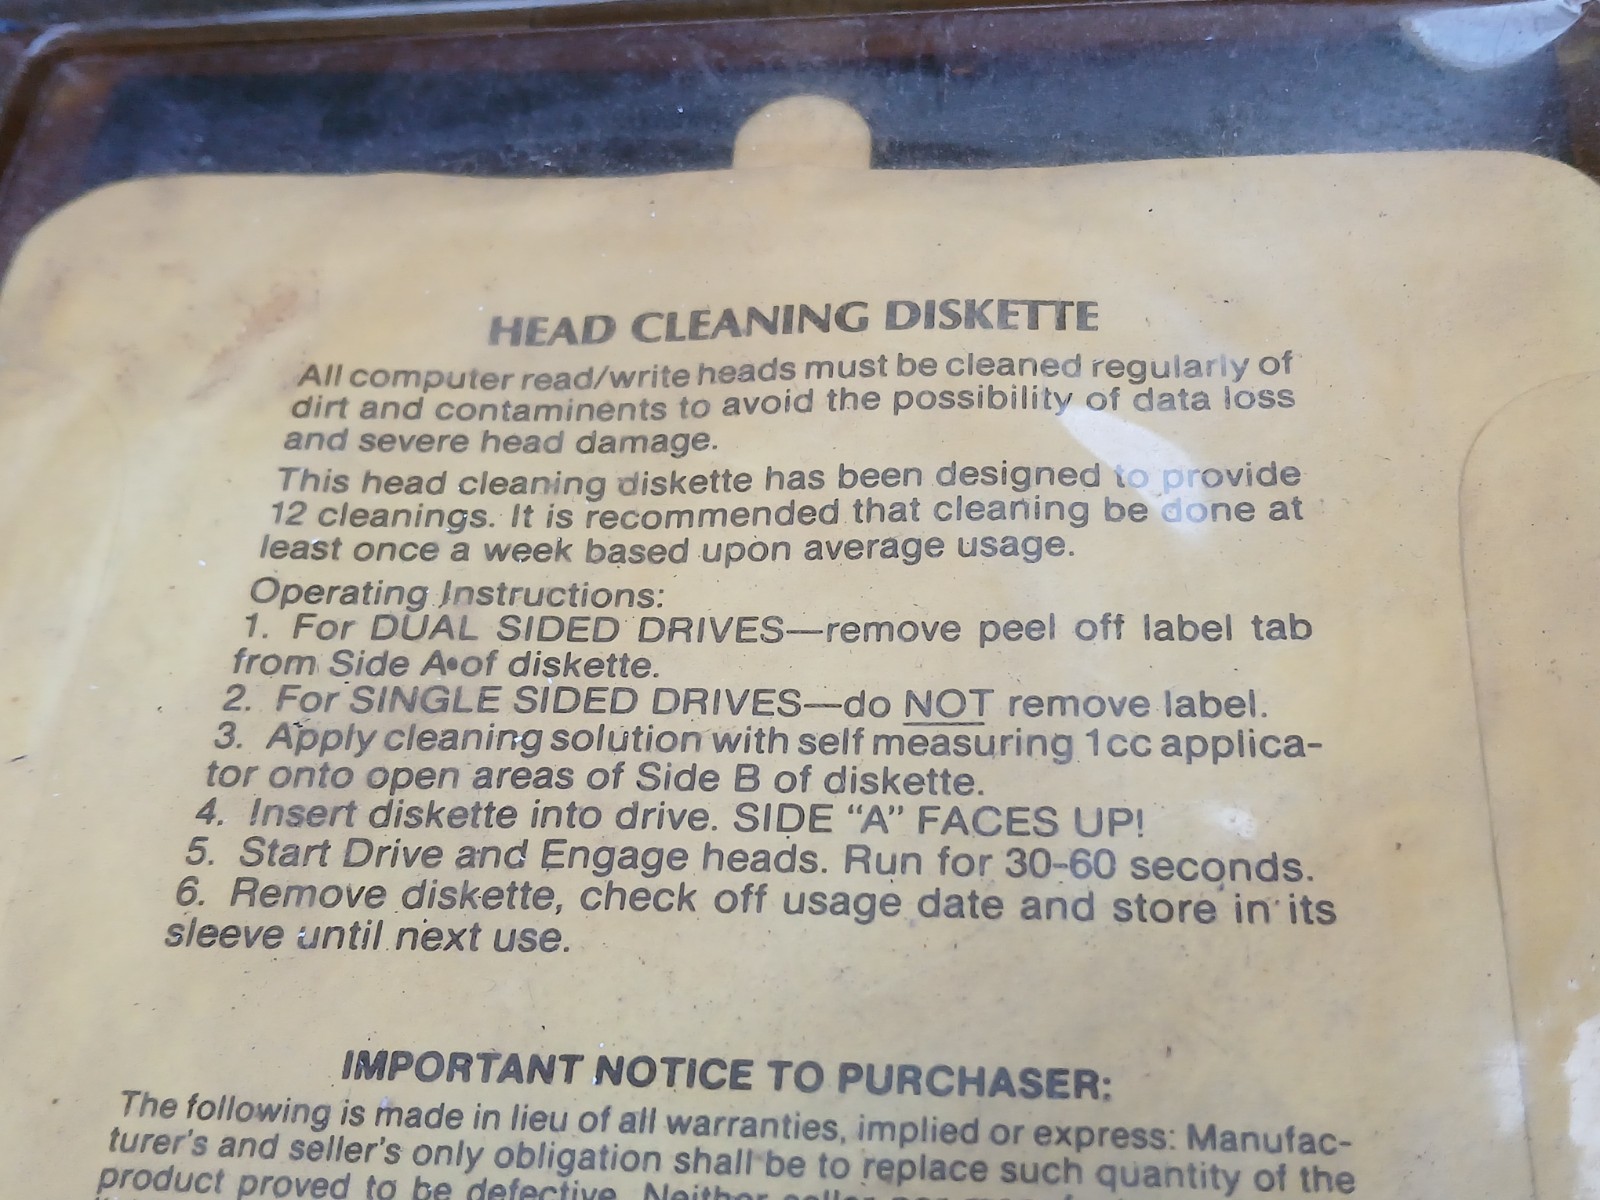 HEAD CLEANING DISKETTE
All computer read/write heads must be cleaned regularly of
dirt and contaminents to avoid the possibility of data loss
and severe head damage.
This head cleaning diskette has been designed to provide
12 cleanings. It is recommended that cleaning be done at
least once a week based upon average usage.
Operating Instructions:
1. For DUAL SIDED DRIVES—remove peel off label tab
from Side A of diskette.
2. For SINGLE SIDED DRIVES—do NOT remove label.
3. Apply cleaning solution with self measuring 1cc applica-
tor onto open areas of Side B of diskette.
4. Insert diskette into drive. SIDE “A” FACES UP!
5. Start Drive and Engage heads. Run for 30-60 seconds.
6. Remove diskette, check off usage date and store in its
sleeve until next use.
IMPORTANT NOTICE TO PURCHASER:
The following is made in lieu of all warranties, implied or express: Manufac-
turer's and seller's only obligation shall be to replace such quantity of the
product proved to be defective. Neither